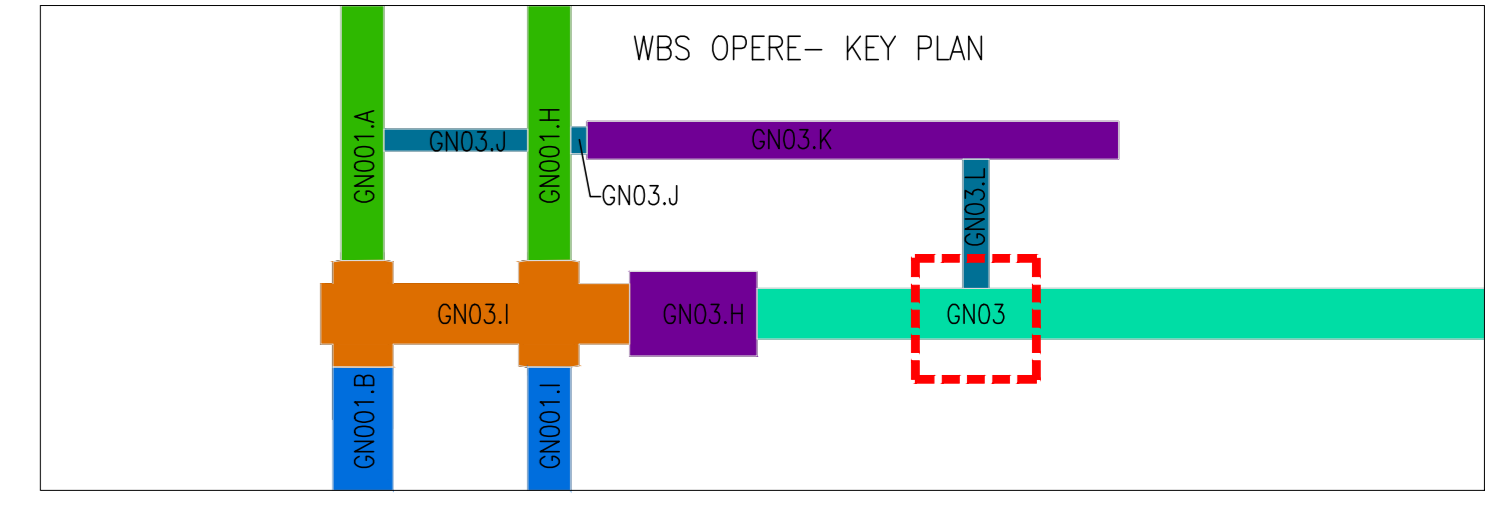 WBS OPERE- KEY PLAN
GN001.A
GN03.J
GN001.H
GN03.K
GN03.J
GN03.L
GN03.I
GN03.H
GN03
GN001.B
GN001.I